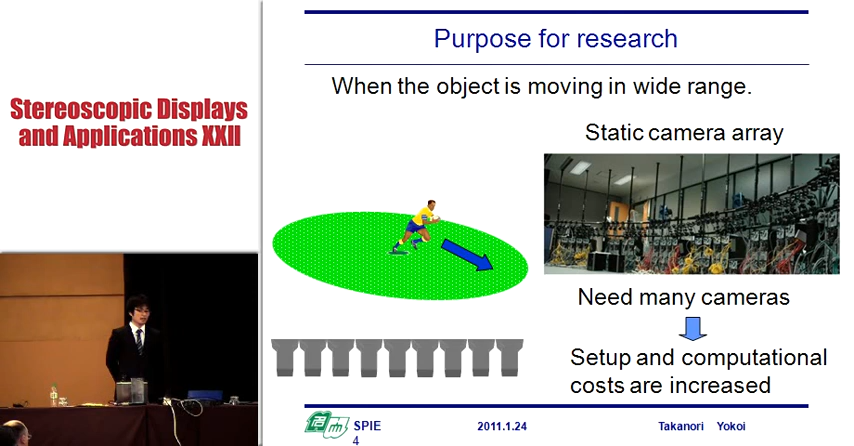 Stereoscopic Displays
and Applications XXII
Purpose for research
When the object is moving in wide range.
Static camera array
Need many cameras
Setup and computational
costs are increased
SPIE 2011.1.24 Takanori Yokoi
4